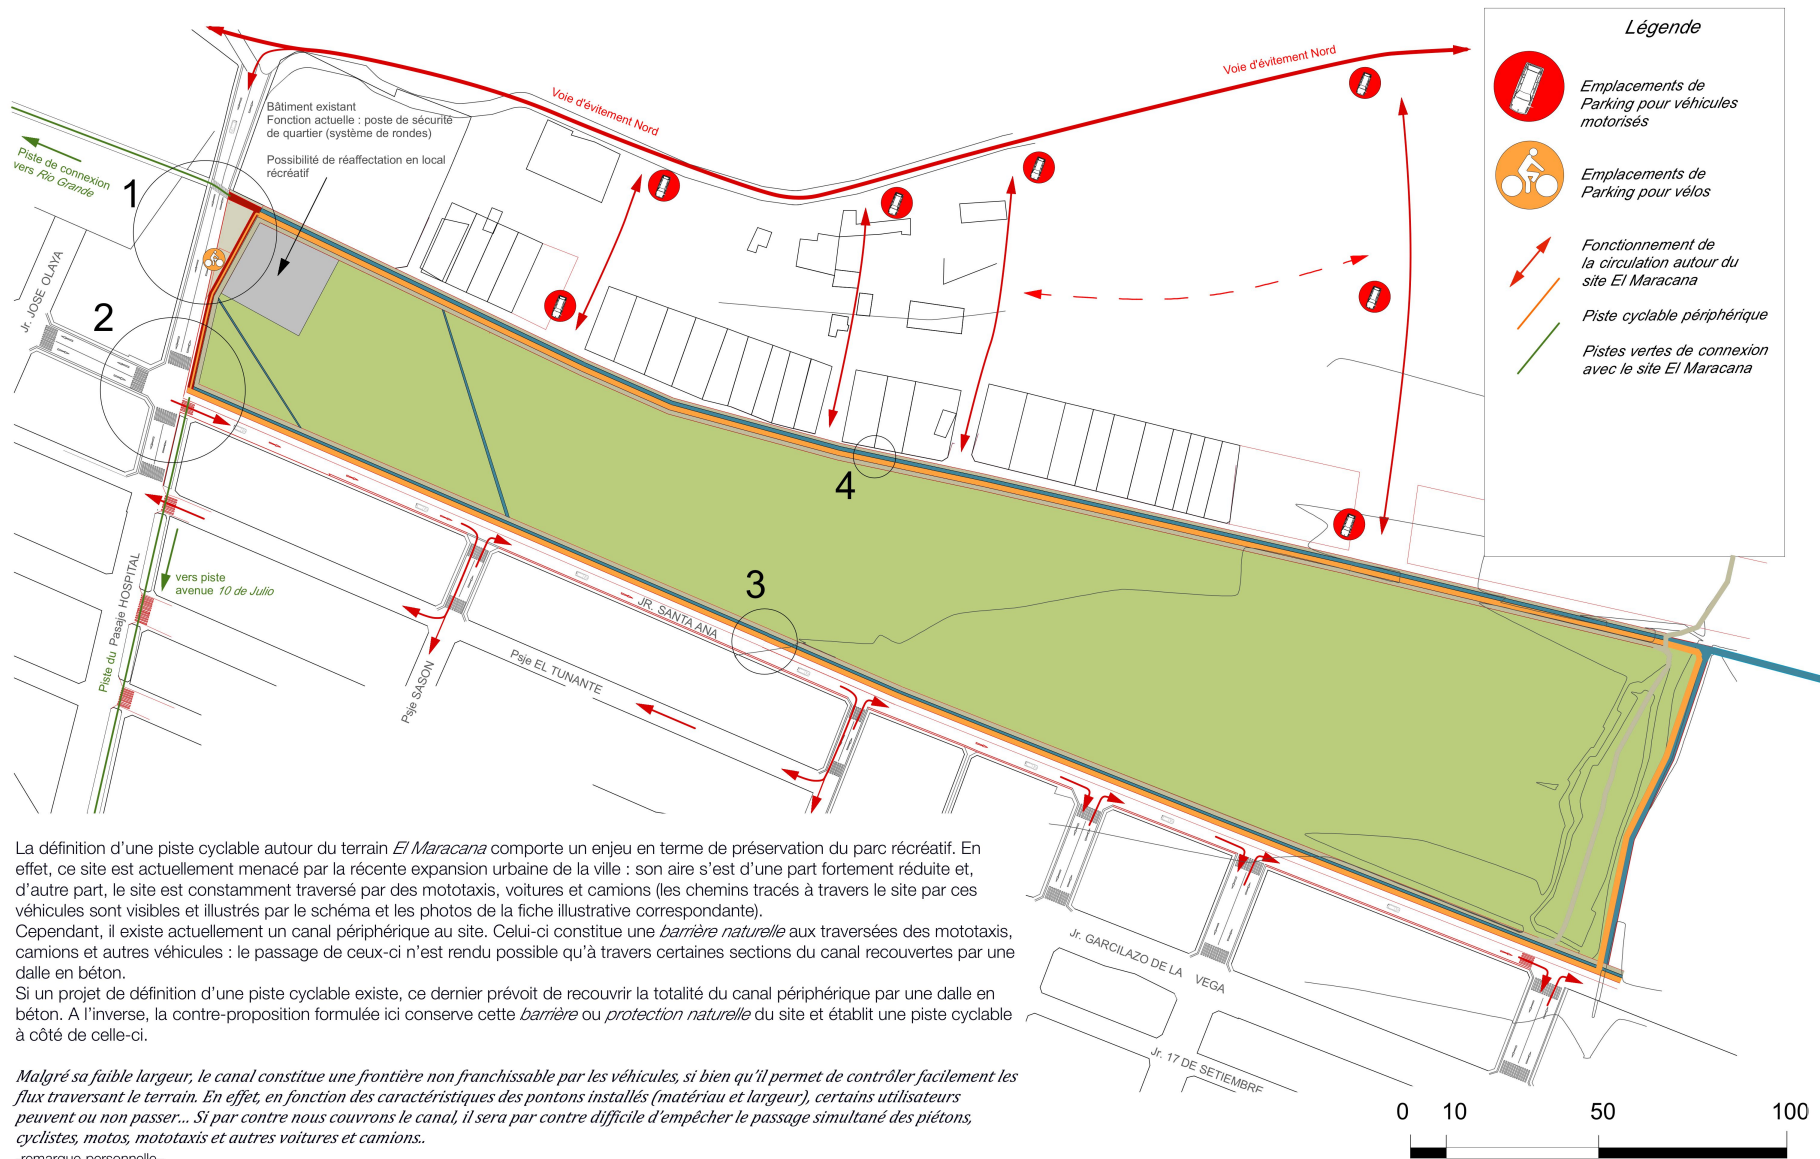 Voie d'évitement Nord
Voie d'évitement Nord
Bâtiment existant
Fonction actuelle : poste de sécurité
de quartier (système de rondes)
Possibilité de réaffectation en local
récréatif
Piste de connexion
vers Rio Grande
1
2
3
4
Jr. JOSE OLAYA
vers piste
avenue 10 de Julio
Piste du Pasaje HOSPITAL
Psje SASON
Psje EL TUNANTE
JR. SANTA ANA
Jr. GARCILAZO DE LA VEGA
Jr. 17 DE SETIEMBRE
Légende
Emplacements de
Parking pour véhicules
motorisés
Emplacements de
Parking pour vélos
Fonctionnement de
la circulation autour du
site El Maracana
Piste cyclable périphérique
Pistes vertes de connexion
avec le site El Maracana
La définition d'une piste cyclable autour du terrain El Maracana comporte un enjeu en terme de préservation du parc récréatif. En
effet, ce site est actuellement menacé par la récente expansion urbaine de la ville : son aire s'est d'une part fortement réduite et,
d'autre part, le site est constamment traversé par des mototaxis, voitures et camions (les chemins tracés à travers le site par ces
véhicules sont visibles et illustrés par le schéma et les photos de la fiche illustrative correspondante).
Cependant, il existe actuellement un canal périphérique au site. Celui-ci constitue une barrière naturelle aux traversées des mototaxis,
camions et autres véhicules : le passage de ceux-ci n'est rendu possible qu'à travers certaines sections du canal recouvertes par une
dalle en béton.
Si un projet de définition d'une piste cyclable existe, ce dernier prévoit de recouvrir la totalité du canal périphérique par une dalle en
béton. A l'inverse, la contre-proposition formulée ici conserve cette barrière ou protection naturelle du site et établit une piste cyclable
à côté de celle-ci.
Malgré sa faible largeur, le canal constitue une frontière non franchissable par les véhicules, si bien qu'il permet de contrôler facilement les
flux traversant le terrain. En effet, en fonction des caractéristiques des pontons installés (matériau et largeur), certains utilisateurs
peuvent ou non passer... Si par contre nous couvrons le canal, il sera par contre difficile d'empêcher le passage simultané des piétons,
cyclistes, motos, mototaxis et autres voitures et camions..
remarque personnelle
0 10 50 100